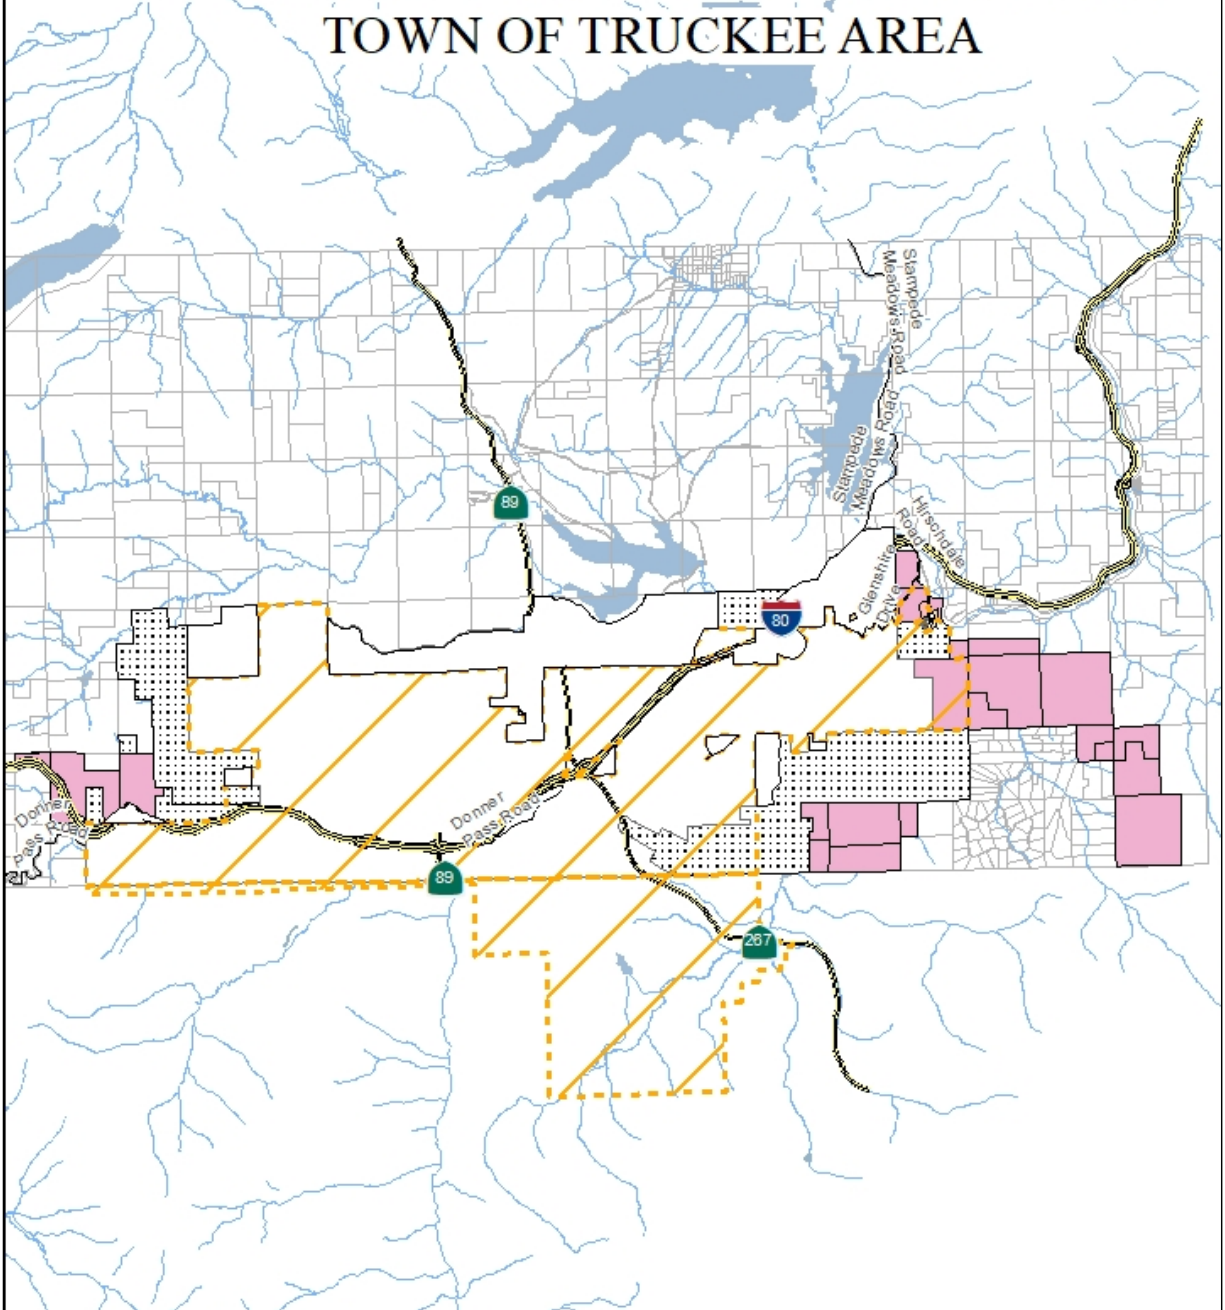 TOWN OF TRUCKEE AREA
Stampede
Meadows Road
Stampede
Meadows Road
89
Hirschdale
Road
Glenshire
Drive
80
Donner
Pass Road
Donner
Pass Road
89
267